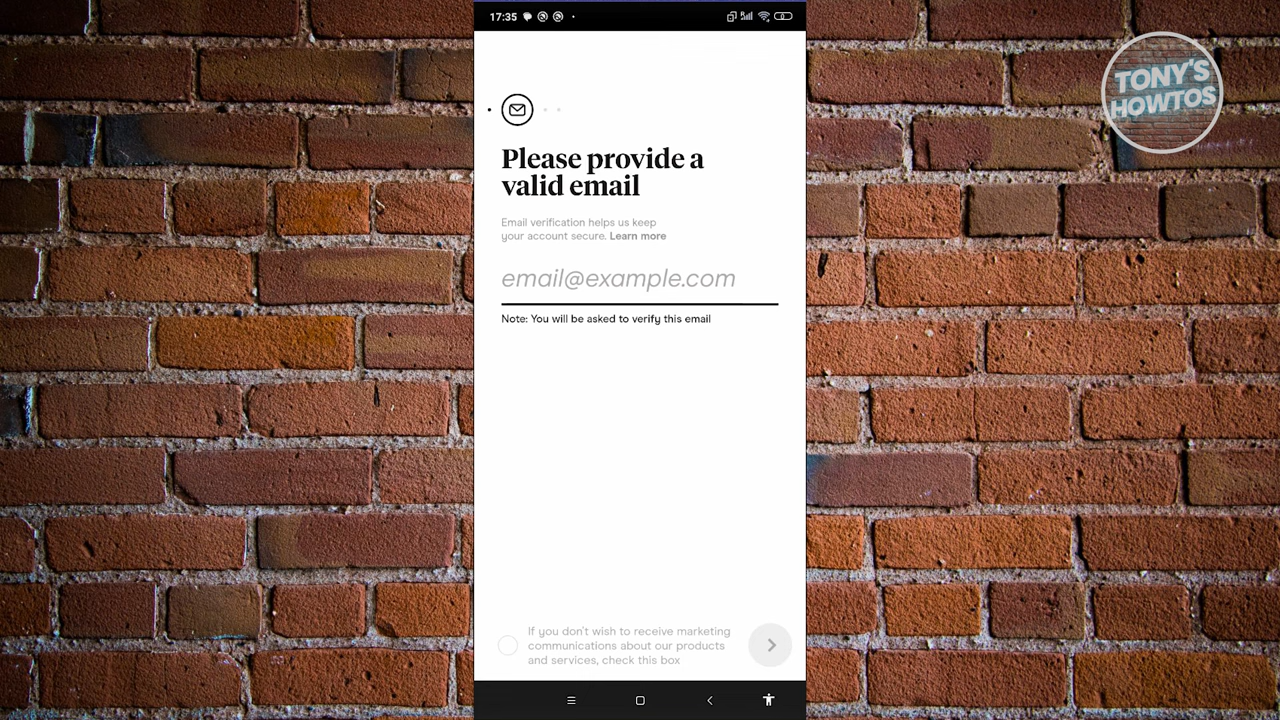 17:35
TONY'S
HOWTOS
Please provide a
valid email
Email verification helps us keep
your account secure. Learn more
email@example.com
Note: You will be asked to verify this email
If you don't wish to receive marketing
communications about our products
and services, check this box